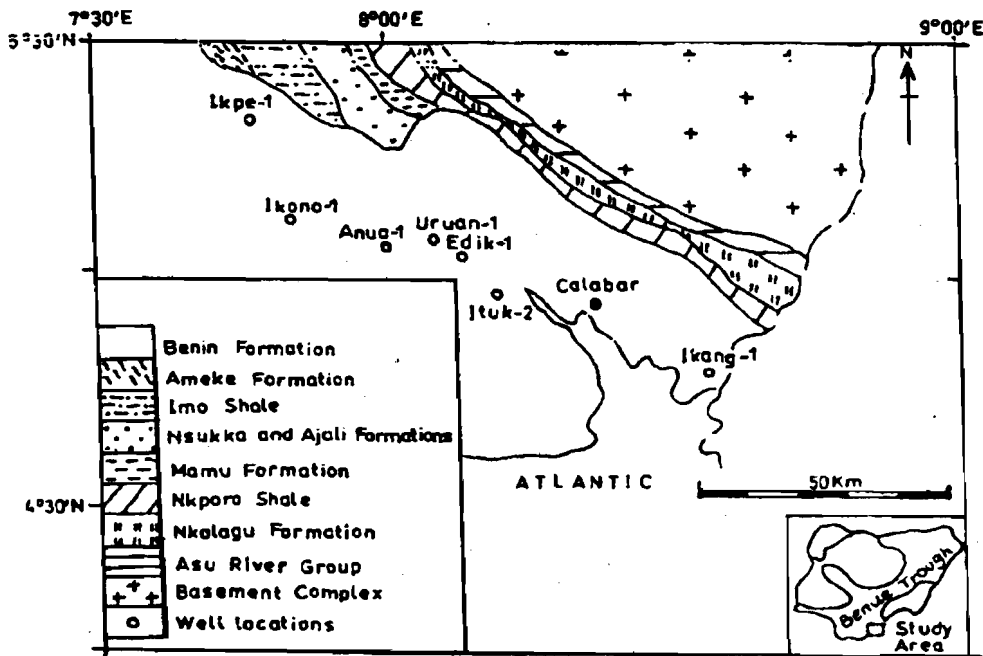 7°30'E
8°00'E
9°00'E
5°30'N
N
Ikpe-1
Ikono-1
Anua-1
Uruan-1
Edik-1
Ituk-2
Calabar
Ikang-1
ATLANTIC
50Km
4°30'N
Benin Formation
Ameke Formation
Imo Shale
Nsukka and Ajali Formations
Mamu Formation
Nkporo Shale
Nkalagu Formation
Asu River Group
Basement Complex
Well locations
Benue Trough
Study
Area